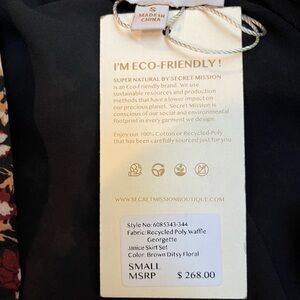 S
MADE IN
CHINA
I'M ECO-FRIENDLY !
SUPER NATURAL BY SECRET MISSION
is an Eco-Friendly brand. We use
sustainable resources and production
methods that have a lower impact on
our precious planet. Secret Mission is
conscious of our social and environmental
footprint in every garment we design.
Enjoy our 100% Cotton or Recycled Poly
that has been carefully sourced just for you
WWW.SECRETMISSIONBOUTIQUE.COM
Style No: 6085343-344
Fabric: Recycled Poly Waffle
Georgette
Janice Skirt Set
Color: Brown Ditsy Floral
SMALL
MSRP $ 268.00